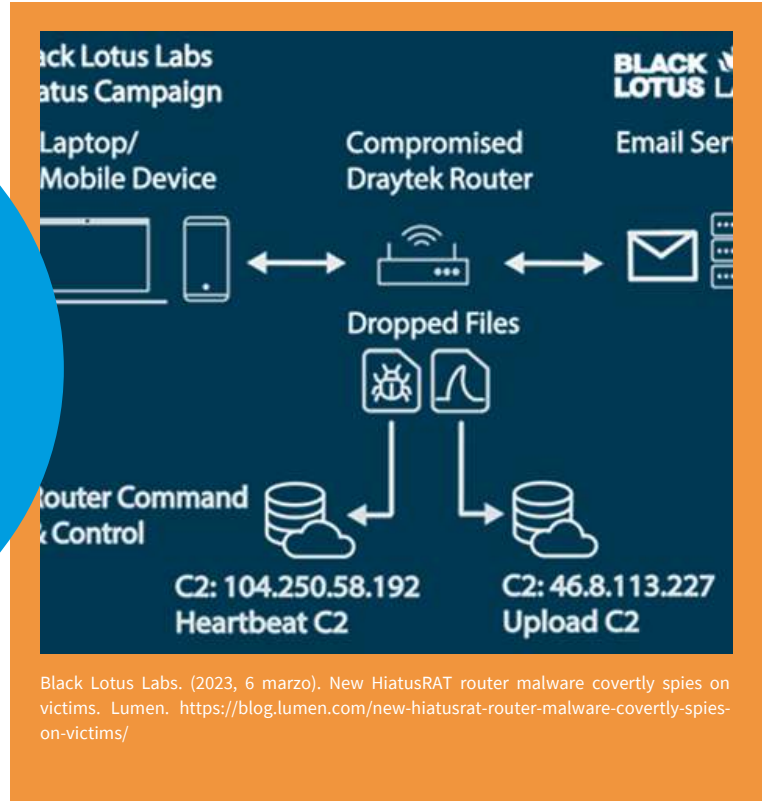 ack Lotus Labs
atus Campaign
BLACK
LOTUS L
Laptop/
Mobile Device
Compromised
Draytek Router
Email Ser
Dropped Files
Router Command
& Control
C2: 104.250.58.192
Heartbeat C2
C2: 46.8.113.227
Upload C2
Black Lotus Labs. (2023, 6 marzo). New HiatusRAT router malware covertly spies on
victims. Lumen. https://blog.lumen.com/new-hiatusrat-router-malware-covertly-spies-
on-victims/